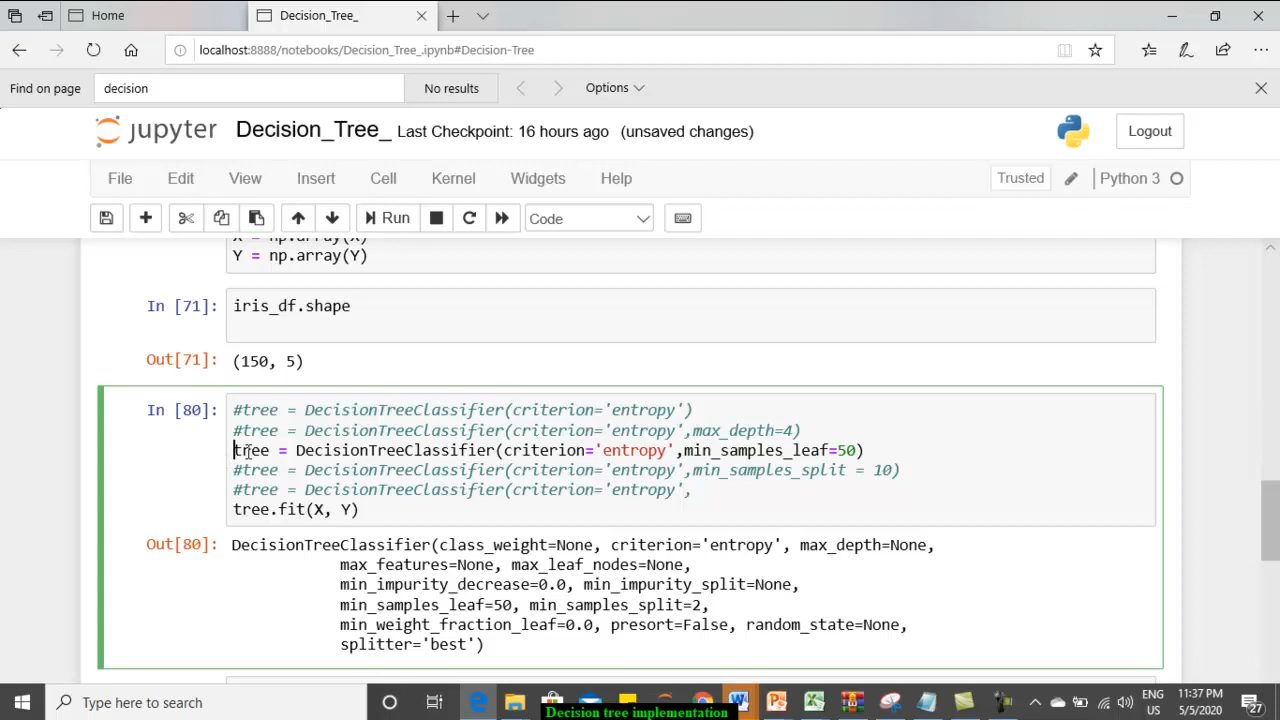 Home
Decision_Tree_
localhost:8888/notebooks/Decision_Tree_.ipynb#Decision-Tree
Find on page
decision
No results
Options
jupyter
Decision_Tree_ Last Checkpoint: 16 hours ago (unsaved changes)
Logout
File Edit View Insert Cell Kernel Widgets Help
Trusted
Python 3
Run
Code
X = np.array(X)
Y = np.array(Y)
In [71]: iris_df.shape
Out[71]: (150, 5)
In [80]: #tree = DecisionTreeClassifier(criterion='entropy')
#tree = DecisionTreeClassifier(criterion='entropy',max_depth=4)
tree = DecisionTreeClassifier(criterion='entropy',min_samples_leaf=50)
#tree = DecisionTreeClassifier(criterion='entropy',min_samples_split = 10)
#tree = DecisionTreeClassifier(criterion='entropy',
tree.fit(X, Y)
Out[80]: DecisionTreeClassifier(class_weight=None, criterion='entropy', max_depth=None,
max_features=None, max_leaf_nodes=None,
min_impurity_decrease=0.0, min_impurity_split=None,
min_samples_leaf=50, min_samples_split=2,
min_weight_fraction_leaf=0.0, presort=False, random_state=None,
splitter='best')
Type here to search
ENG
US
11:37 PM
5/5/2020
27
Decision tree implementation